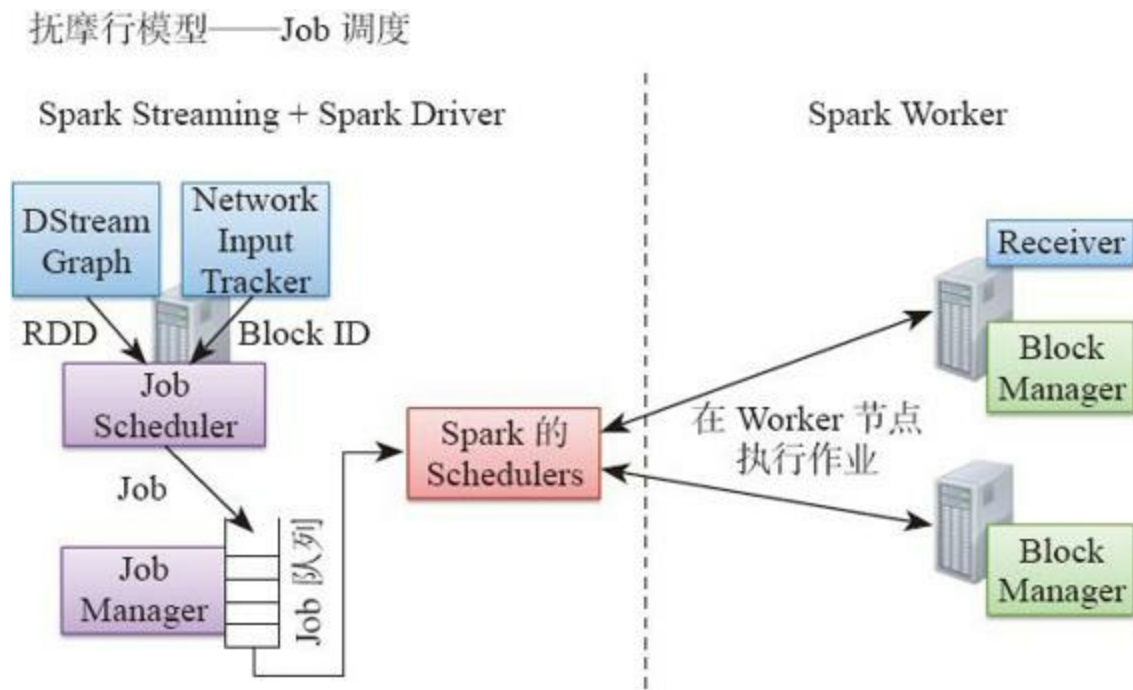 抚摩行模型——Job 调度
Spark Streaming + Spark Driver
Spark Worker
DStream
Graph
Network
Input
Tracker
RDD
Block ID
Job
Scheduler
Job
Job
Manager
Job 队列
Spark 的
Schedulers
在 Worker 节点
执行作业
Receiver
Block
Manager
Block
Manager